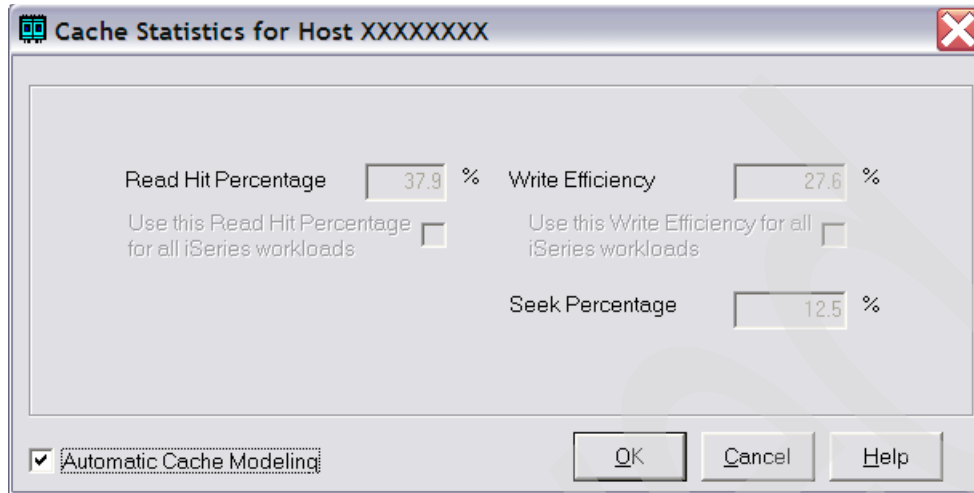 Cache Statistics for Host XXXXXXXX
Read Hit Percentage 37.9 % Write Efficiency 27.6 %
Use this Read Hit Percentage
for all iSeries workloads
Use this Write Efficiency for all
iSeries workloads
Seek Percentage 12.5 %
Automatic Cache Modeling OK Cancel Help